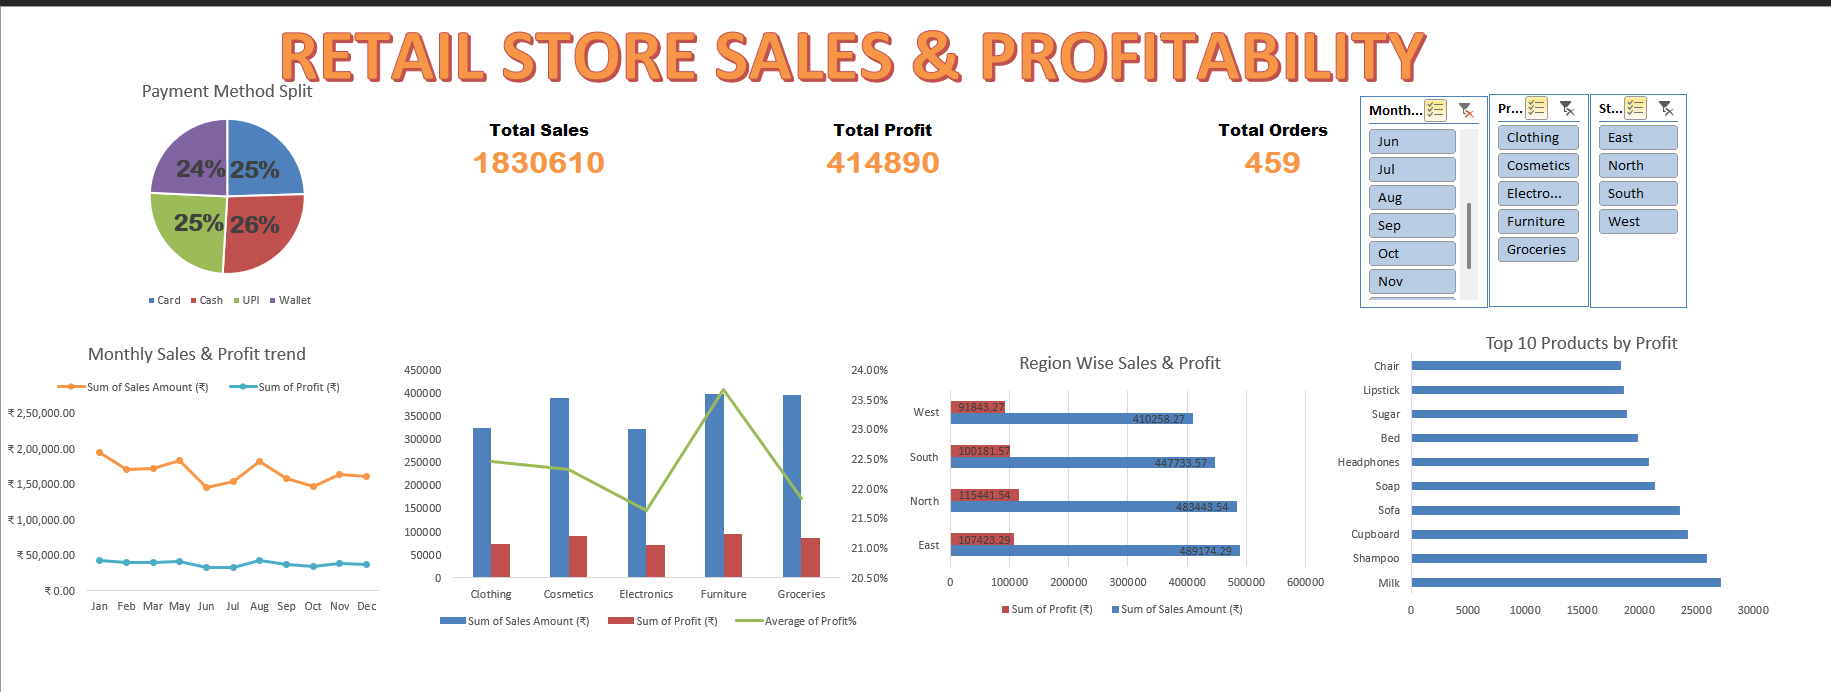 RETAIL STORE SALES & PROFITABILITY
Payment Method Split
24% 25%
25% 26%
Card Cash UPI Wallet
Total Sales
1830610
Total Profit
414890
Total Orders
459
Month...
Jun
Jul
Aug
Sep
Oct
Nov
Pr...
Clothing
Cosmetics
Electro...
Furniture
Groceries
St...
East
North
South
West
Monthly Sales & Profit trend
Sum of Sales Amount (₹) Sum of Profit (₹)
₹ 2,50,000.00
₹ 2,00,000.00
₹ 1,50,000.00
₹ 1,00,000.00
₹ 50,000.00
₹ 0.00
Jan Feb Mar May Jun Jul Aug Sep Oct Nov Dec
450000
400000
350000
300000
250000
200000
150000
100000
50000
0
24.00%
23.50%
23.00%
22.50%
22.00%
21.50%
21.00%
20.50%
Clothing Cosmetics Electronics Furniture Groceries
Sum of Sales Amount (₹) Sum of Profit (₹) Average of Profit%
Region Wise Sales & Profit
West
91843.27
410258.27
South
100181.57
447733.57
North
115441.54
483443.54
East
107423.29
489174.29
0 100000 200000 300000 400000 500000 600000
Sum of Profit (₹) Sum of Sales Amount (₹)
Top 10 Products by Profit
Chair
Lipstick
Sugar
Bed
Headphones
Soap
Sofa
Cupboard
Shampoo
Milk
0 5000 10000 15000 20000 25000 30000